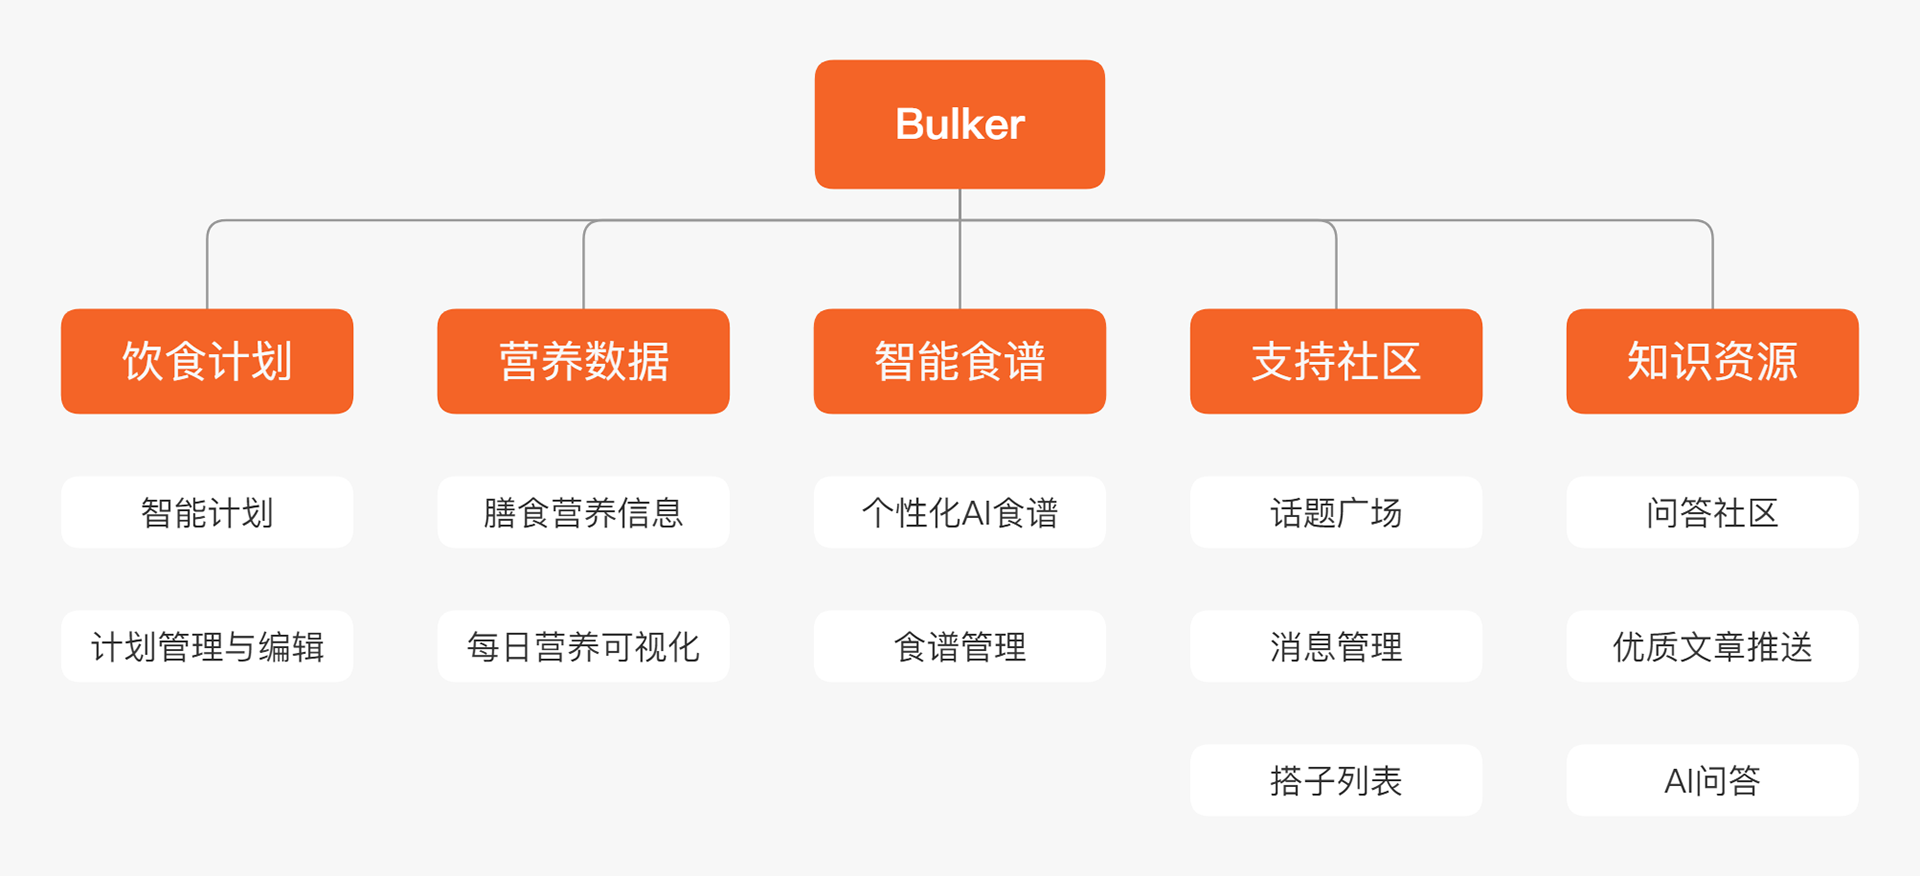 Bulker
饮食计划
营养数据
智能食谱
支持社区
知识资源
智能计划
膳食营养信息
个性化AI食谱
话题广场
问答社区
计划管理与编辑
每日营养可视化
食谱管理
消息管理
优质文章推送
搭子列表
AI问答